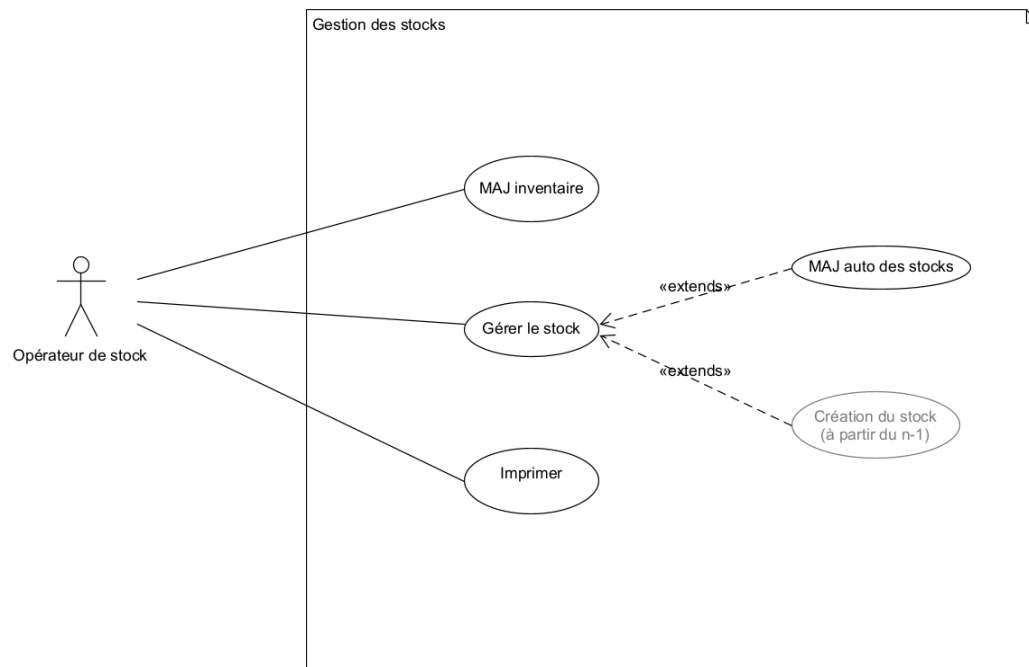 Gestion des stocks
MAJ inventaire
MAJ auto des stocks
«extends»
Gérer le stock
Opérateur de stock
«extends»
Création du stock
(à partir du n-1)
Imprimer